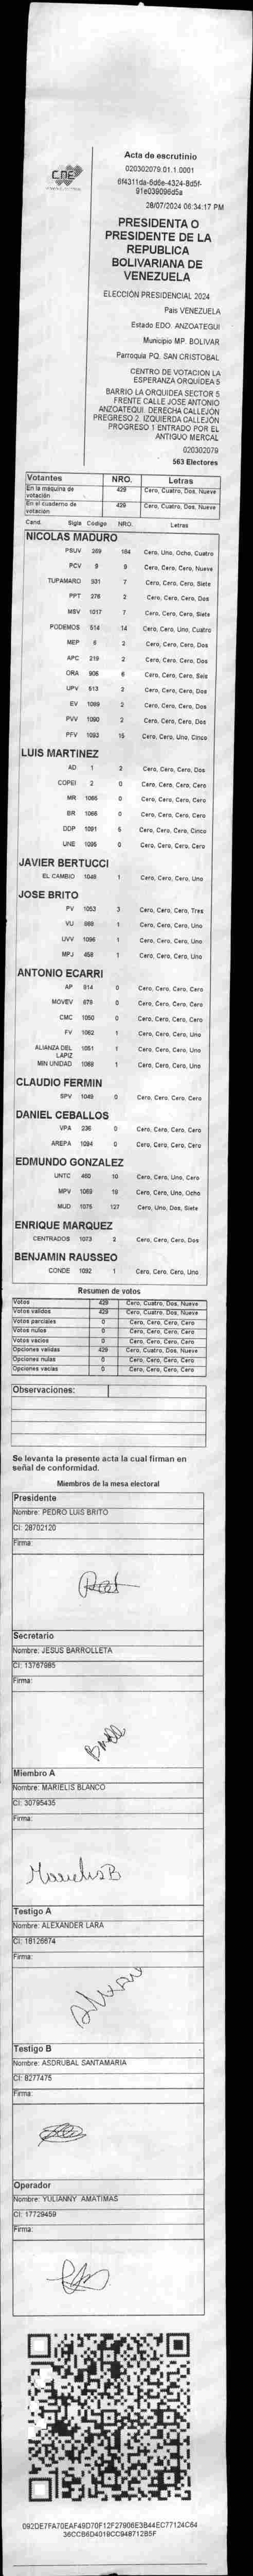 CNE
Acta de escrutinio
020302079.01.1.0001
6f4311da-6d6e-4324-8d5f-
91e039096d5a
28/07/2024 06:34:17 PM
PRESIDENTA O
PRESIDENTE DE LA
REPUBLICA
BOLIVARIANA DE
VENEZUELA
ELECCIÓN PRESIDENCIAL 2024
País VENEZUELA
Estado EDO. ANZOATEGUI
Municipio MP. BOLIVAR
Parroquia PQ. SAN CRISTOBAL
CENTRO DE VOTACION LA
ESPERANZA ORQUÍDEA 5
BARRIO LA ORQUIDEA SECTOR 5
FRENTE CALLE JOSE ANTONIO
ANZOATEQUI. DERECHA CALLEJÓN
PREGRESO 2. IZQUIERDA CALLEJÓN
PROGRESO 1 ENTRADO POR EL
ANTIGUO MERCAL
020302079
563 Electores
Votantes NRO. Letras
En la máquina de votación 429 Cero, Cuatro, Dos, Nueve
En el cuaderno de votación 429 Cero, Cuatro, Dos, Nueve
Cand. Sigla Código NRO. Letras
NICOLAS MADURO
PSUV 269 184 Cero, Uno, Ocho, Cuatro
PCV 9 9 Cero, Cero, Cero, Nueve
TUPAMARO 931 7 Cero, Cero, Cero, Siete
PPT 276 2 Cero, Cero, Cero, Dos
MSV 1017 7 Cero, Cero, Cero, Siete
PODEMOS 514 14 Cero, Cero, Uno, Cuatro
MEP 6 2 Cero, Cero, Cero, Dos
APC 219 2 Cero, Cero, Cero, Dos
ORA 906 6 Cero, Cero, Cero, Seis
UPV 513 2 Cero, Cero, Cero, Dos
EV 1089 2 Cero, Cero, Cero, Dos
PVV 1090 2 Cero, Cero, Cero, Dos
PFV 1093 15 Cero, Cero, Uno, Cinco
LUIS MARTINEZ
AD 1 2 Cero, Cero, Cero, Dos
COPEI 2 0 Cero, Cero, Cero, Cero
MR 1065 0 Cero, Cero, Cero, Cero
BR 1066 0 Cero, Cero, Cero, Cero
DDP 1091 5 Cero, Cero, Cero, Cinco
UNE 1095 0 Cero, Cero, Cero, Cero
JAVIER BERTUCCI
EL CAMBIO 1048 1 Cero, Cero, Cero, Uno
JOSE BRITO
PV 1053 3 Cero, Cero, Cero, Tres
VU 869 1 Cero, Cero, Cero, Uno
UVV 1096 1 Cero, Cero, Cero, Uno
MPJ 458 1 Cero, Cero, Cero, Uno
ANTONIO ECARRI
AP 814 0 Cero, Cero, Cero, Cero
MOVEV 679 0 Cero, Cero, Cero, Cero
CMC 1050 0 Cero, Cero, Cero, Cero
FV 1062 1 Cero, Cero, Cero, Uno
ALIANZA DEL LAPIZ 1051 1 Cero, Cero, Cero, Uno
MIN UNIDAD 1068 1 Cero, Cero, Cero, Uno
CLAUDIO FERMIN
SPV 1049 0 Cero, Cero, Cero, Cero
DANIEL CEBALLOS
VPA 236 0 Cero, Cero, Cero, Cero
AREPA 1094 0 Cero, Cero, Cero, Cero
EDMUNDO GONZALEZ
UNTC 460 10 Cero, Cero, Uno, Cero
MPV 1069 18 Cero, Cero, Uno, Ocho
MUD 1075 127 Cero, Uno, Dos, Siete
ENRIQUE MARQUEZ
CENTRADOS 1073 2 Cero, Cero, Cero, Dos
BENJAMIN RAUSSEO
CONDE 1092 1 Cero, Cero, Cero, Uno
Resumen de votos
Votos 429 Cero, Cuatro, Dos, Nueve
Votos validos 429 Cero, Cuatro, Dos, Nueve
Votos parciales 0 Cero, Cero, Cero, Cero
Votos nulos 0 Cero, Cero, Cero, Cero
Votos vacios 0 Cero, Cero, Cero, Cero
Opciones validas 429 Cero, Cuatro, Dos, Nueve
Opciones nulas 0 Cero, Cero, Cero, Cero
Opciones vacias 0 Cero, Cero, Cero, Cero
Observaciones:
Se levanta la presente acta la cual firman en
señal de conformidad.
Miembros de la mesa electoral
Presidente
Nombre: PEDRO LUIS BRITO
CI: 28702120
Firma:
Secretario
Nombre: JESUS BARROLLETA
CI: 13767985
Firma:
Miembro A
Nombre: MARIELIS BLANCO
CI: 30795435
Firma:
Marielis B
Testigo A
Nombre: ALEXANDER LARA
CI: 18126674
Firma:
Testigo B
Nombre: ASDRUBAL SANTAMARIA
CI: 8277475
Firma:
Operador
Nombre: YULIANNY AMATIMAS
CI: 17729459
Firma:
092DE7FA70EAF49D70F12F27906E3B44EC77124C64
36CCB6D4019CC948712B5F